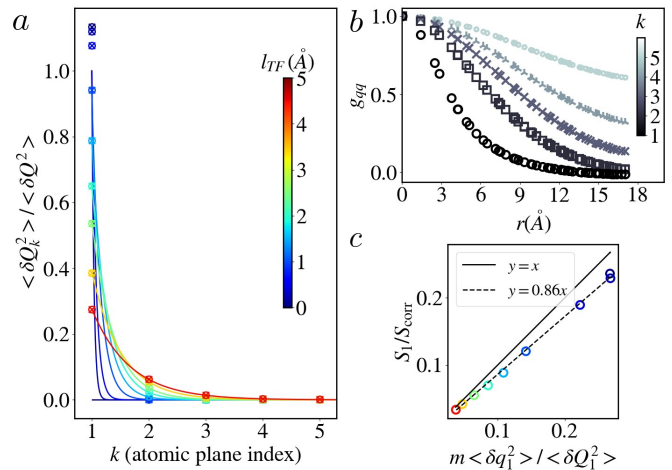 a
l_TF(Å)
5
4
3
2
1
0
1.0
0.8
0.6
0.4
0.2
0.0
<δQ_k^2>/<δQ^2>
1 2 3 4 5
k (atomic plane index)
b
k
5
4
3
2
1
1.0
0.5
0.0
g_qq
0 3 6 9 12 15 18
r(Å)
c
y=x
y=0.86x
0.2
0.1
S_1/S_corr
0.1 0.2
m<δq_1^2>/<δQ_1^2>